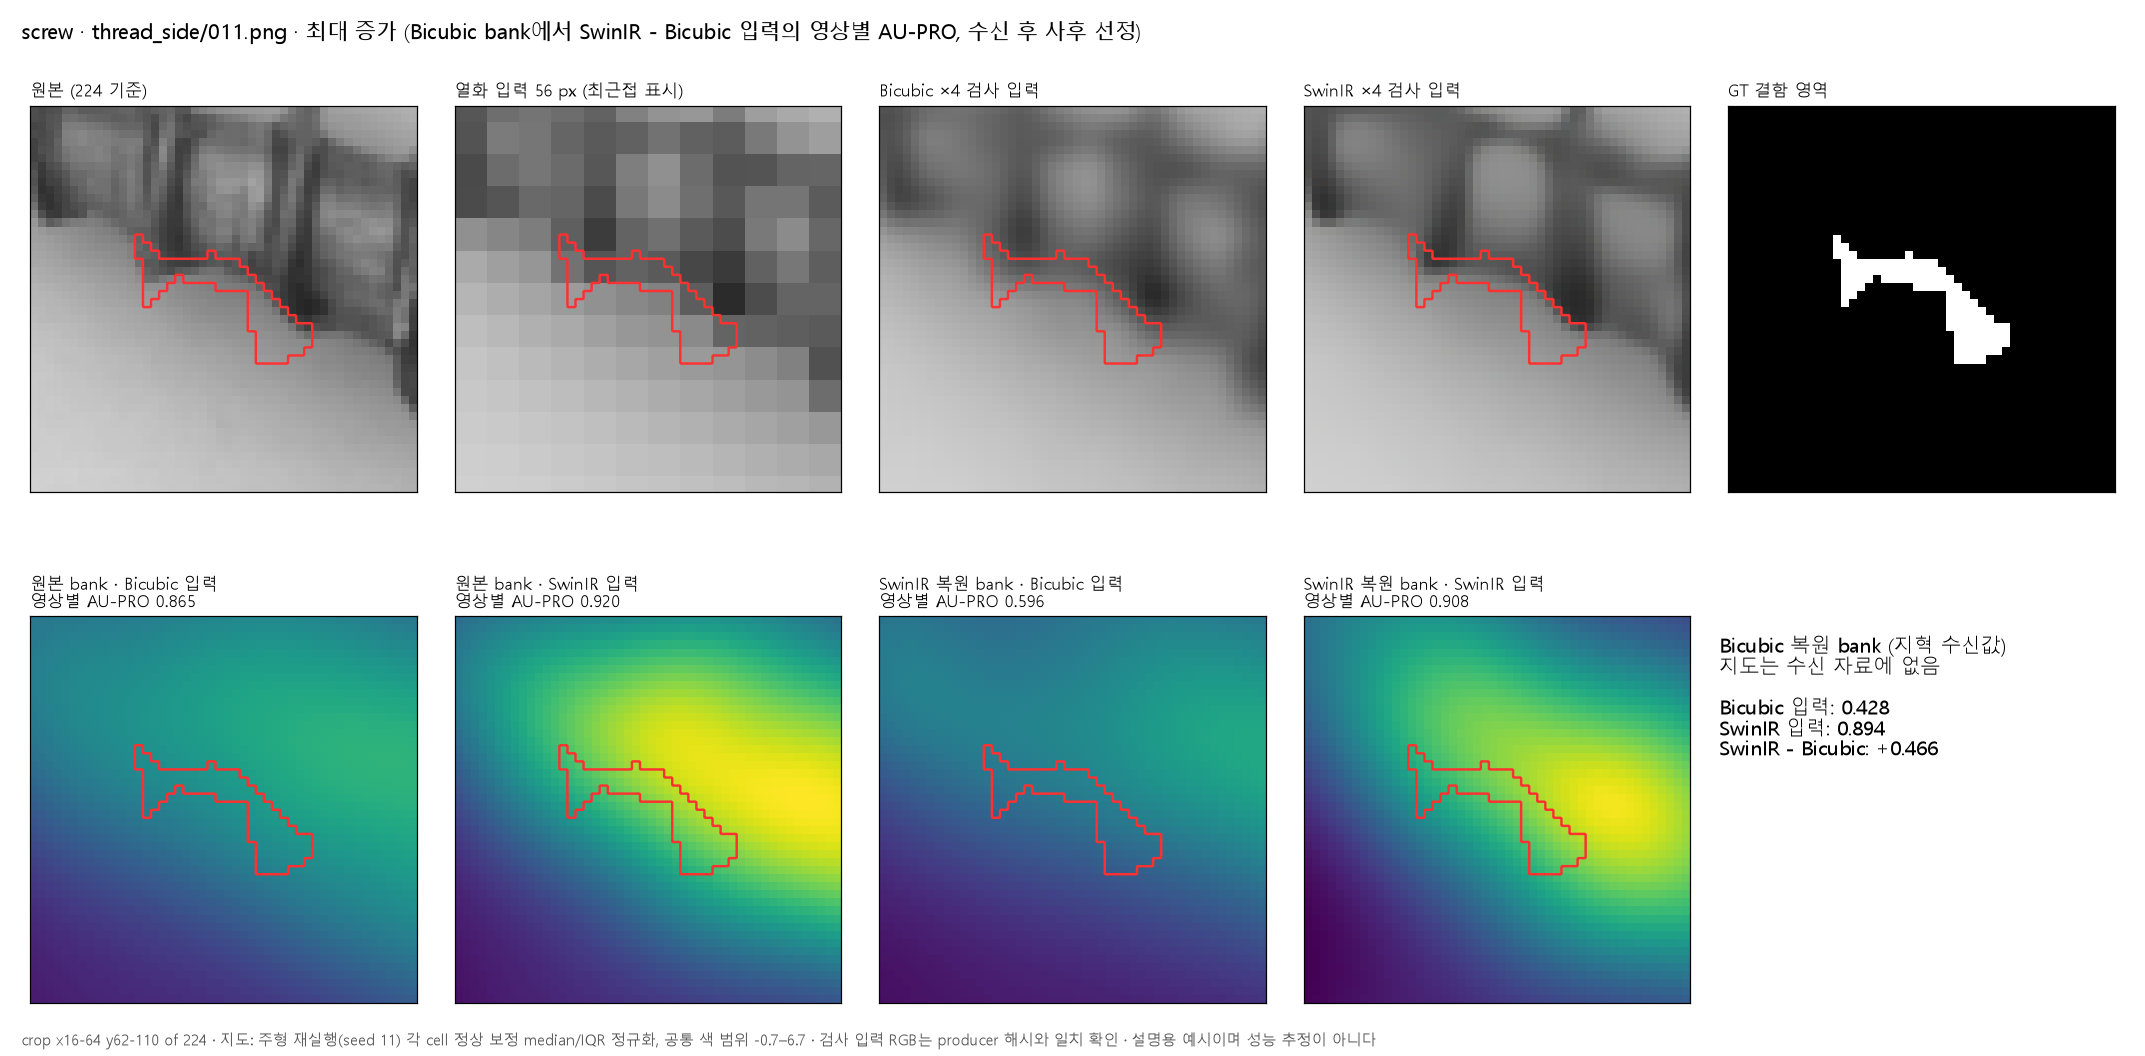 screw · thread_side/011.png · 최대 증가 (Bicubic bank에서 SwinIR - Bicubic 입력의 영상별 AU-PRO, 수신 후 사후 선정)
원본 (224 기준)
열화 입력 56 px (최근접 표시)
Bicubic ×4 검사 입력
SwinIR ×4 검사 입력
GT 결함 영역
원본 bank · Bicubic 입력
영상별 AU-PRO 0.865
원본 bank · SwinIR 입력
영상별 AU-PRO 0.920
SwinIR 복원 bank · Bicubic 입력
영상별 AU-PRO 0.596
SwinIR 복원 bank · SwinIR 입력
영상별 AU-PRO 0.908
Bicubic 복원 bank (지혁 수신값)
지도는 수신 자료에 없음
Bicubic 입력: 0.428
SwinIR 입력: 0.894
SwinIR - Bicubic: +0.466
crop x16-64 y62-110 of 224 · 지도: 주형 재실행(seed 11) 각 cell 정상 보정 median/IQR 정규화, 공통 색 범위 -0.7–6.7 · 검사 입력 RGB는 producer 해시와 일치 확인 · 설명용 예시이며 성능 추정이 아니다